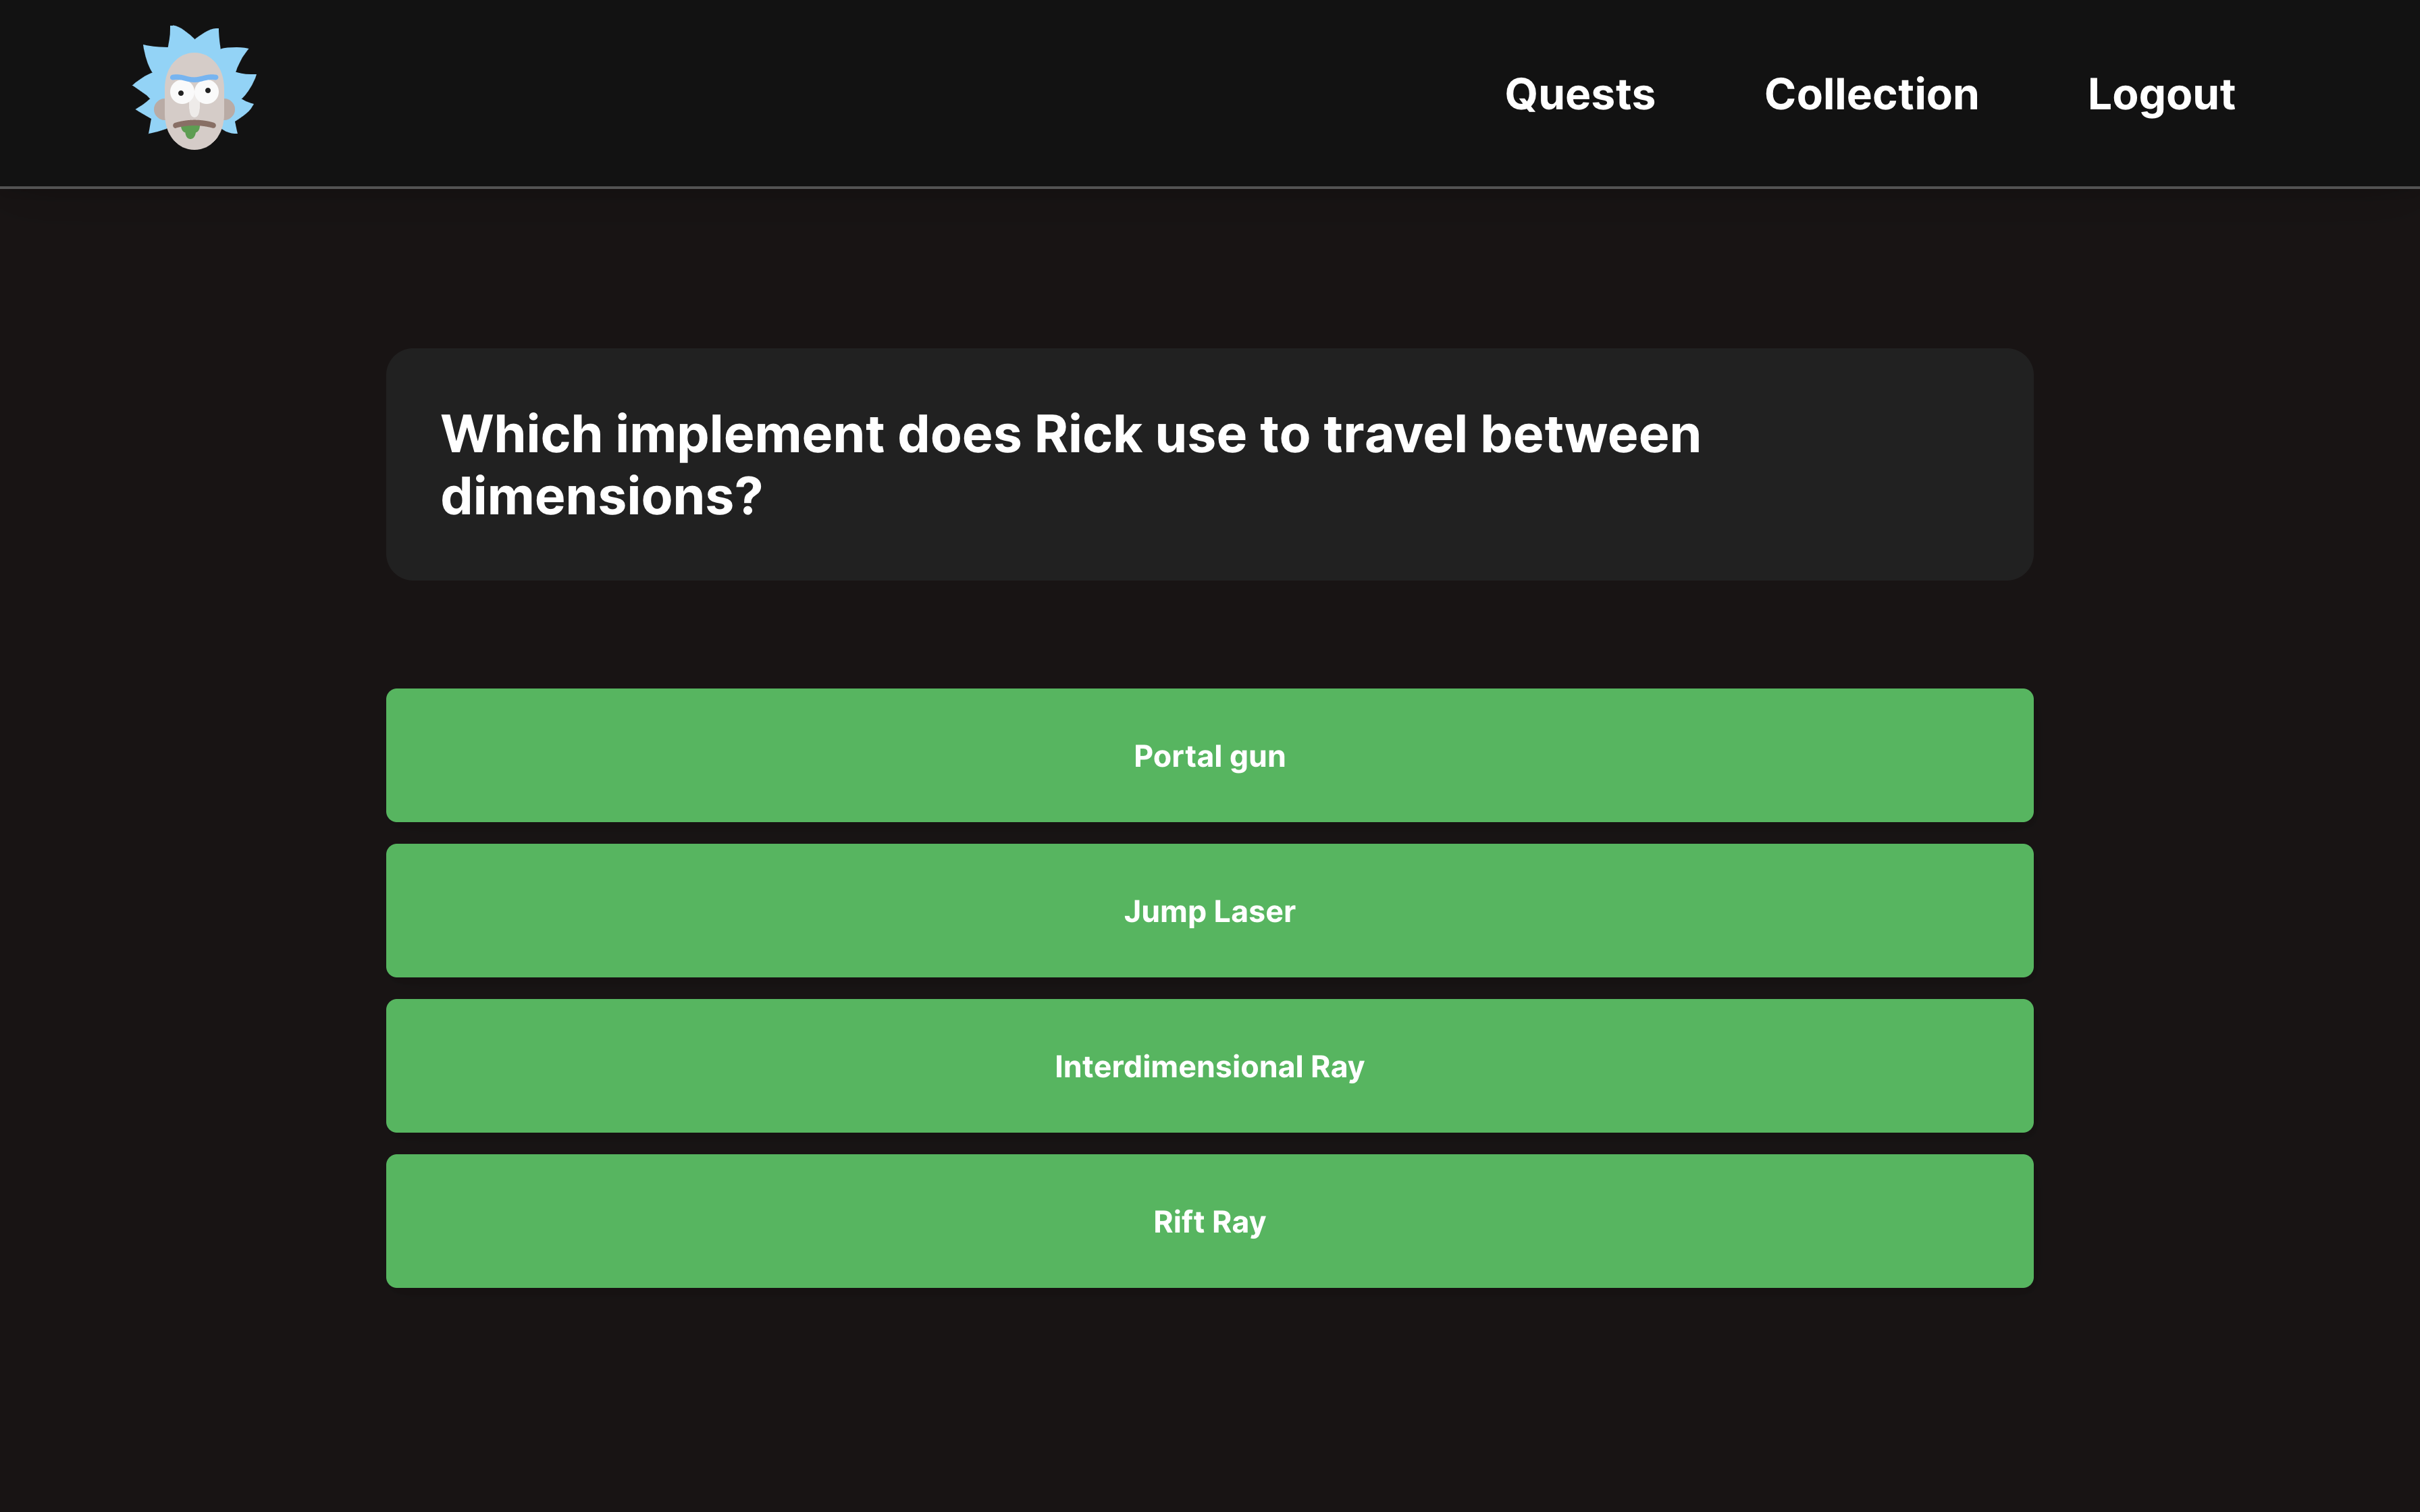 Quests Collection Logout
Which implement does Rick use to travel between
dimensions?
Portal gun
Jump Laser
Interdimensional Ray
Rift Ray